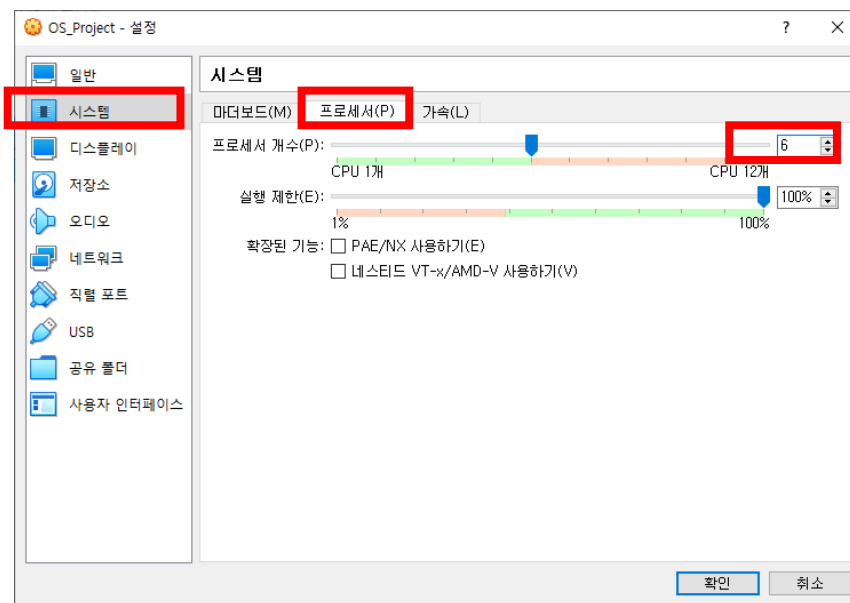 OS_Project - 설정
? ×
일반
시스템
디스플레이
저장소
오디오
네트워크
직렬 포트
USB
공유 폴더
사용자 인터페이스
시스템
마더보드(M) 프로세서(P) 가속(L)
프로세서 개수(P): 6
CPU 1개 CPU 12개
실행 제한(E): 100%
1% 100%
확장된 기능: PAE/NX 사용하기(E)
네스티드 VT-x/AMD-V 사용하기(V)
확인 취소